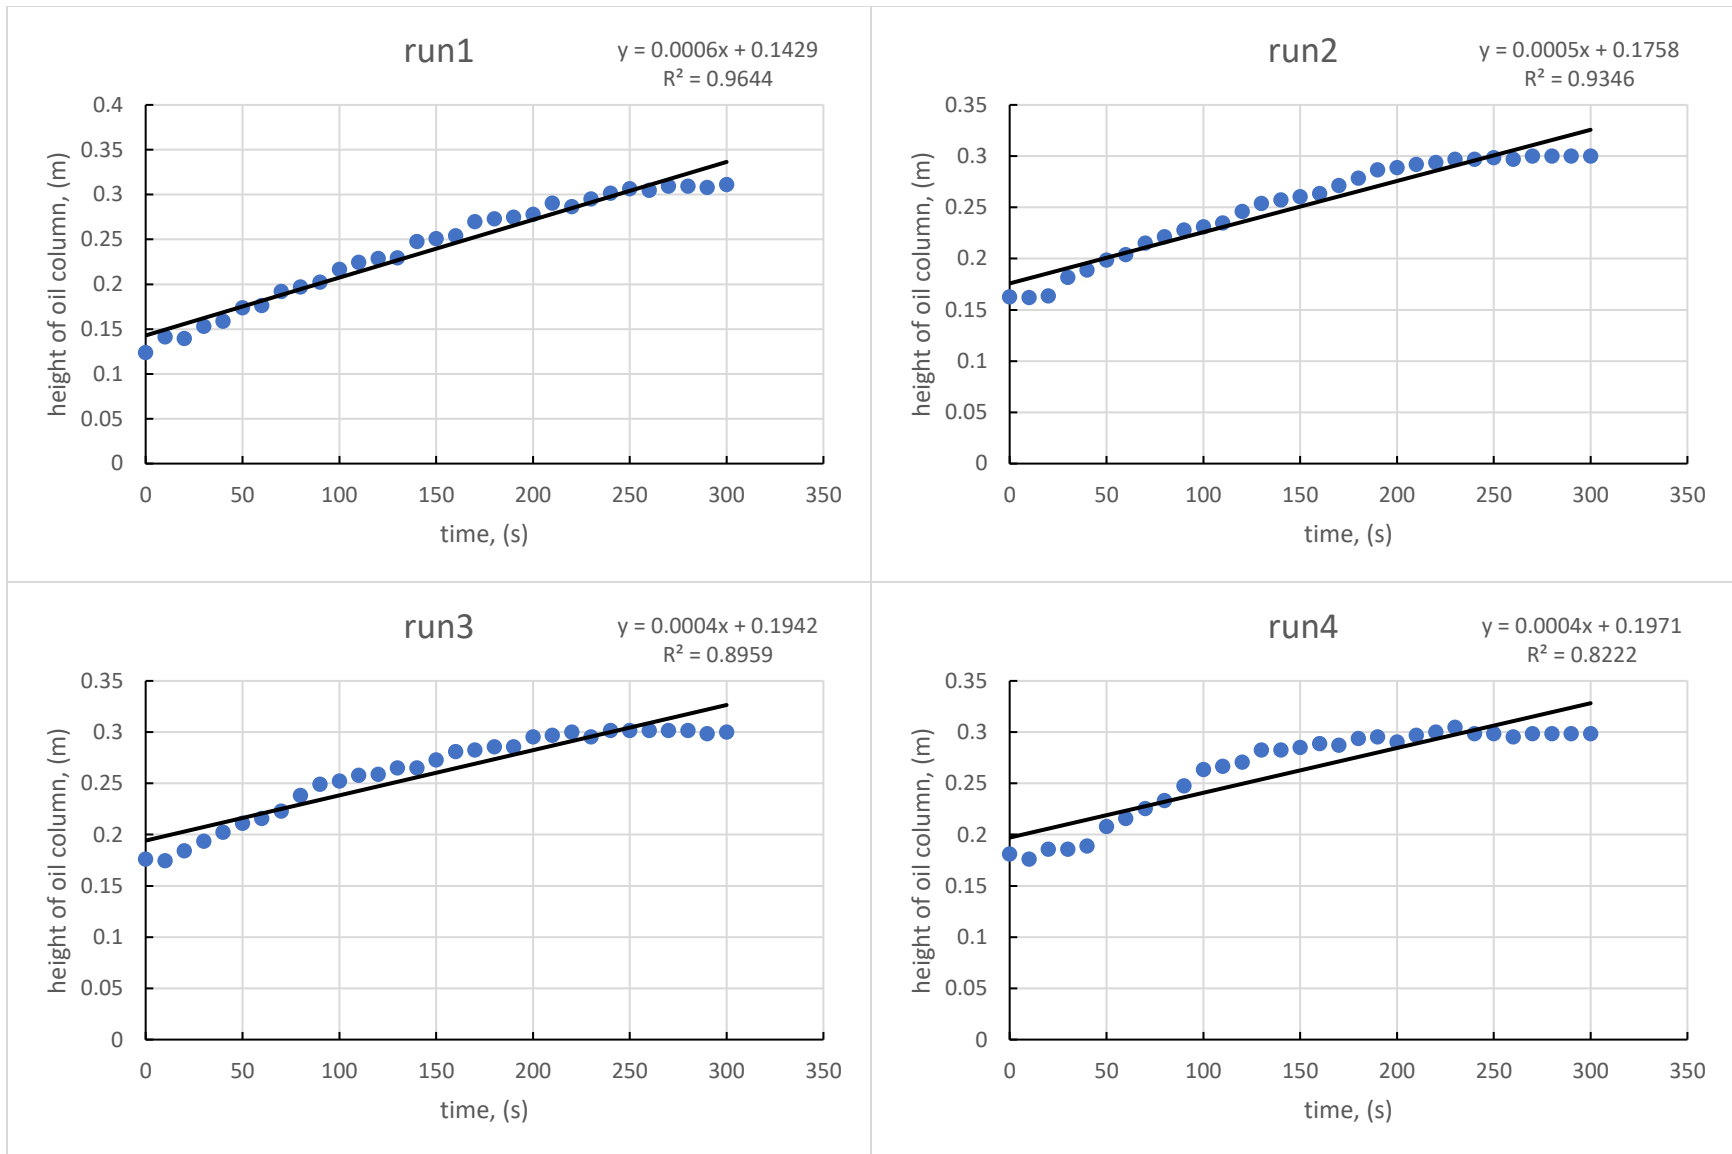 run1
y = 0.0006x + 0.1429
R² = 0.9644
height of oil column, (m)
0.4
0.35
0.3
0.25
0.2
0.15
0.1
0.05
0
0 50 100 150 200 250 300 350
time, (s)
run2
y = 0.0005x + 0.1758
R² = 0.9346
height of oil column, (m)
0.35
0.3
0.25
0.2
0.15
0.1
0.05
0
0 50 100 150 200 250 300 350
time, (s)
run3
y = 0.0004x + 0.1942
R² = 0.8959
height of oil column, (m)
0.35
0.3
0.25
0.2
0.15
0.1
0.05
0
0 50 100 150 200 250 300 350
time, (s)
run4
y = 0.0004x + 0.1971
R² = 0.8222
height of oil column, (m)
0.35
0.3
0.25
0.2
0.15
0.1
0.05
0
0 50 100 150 200 250 300 350
time, (s)